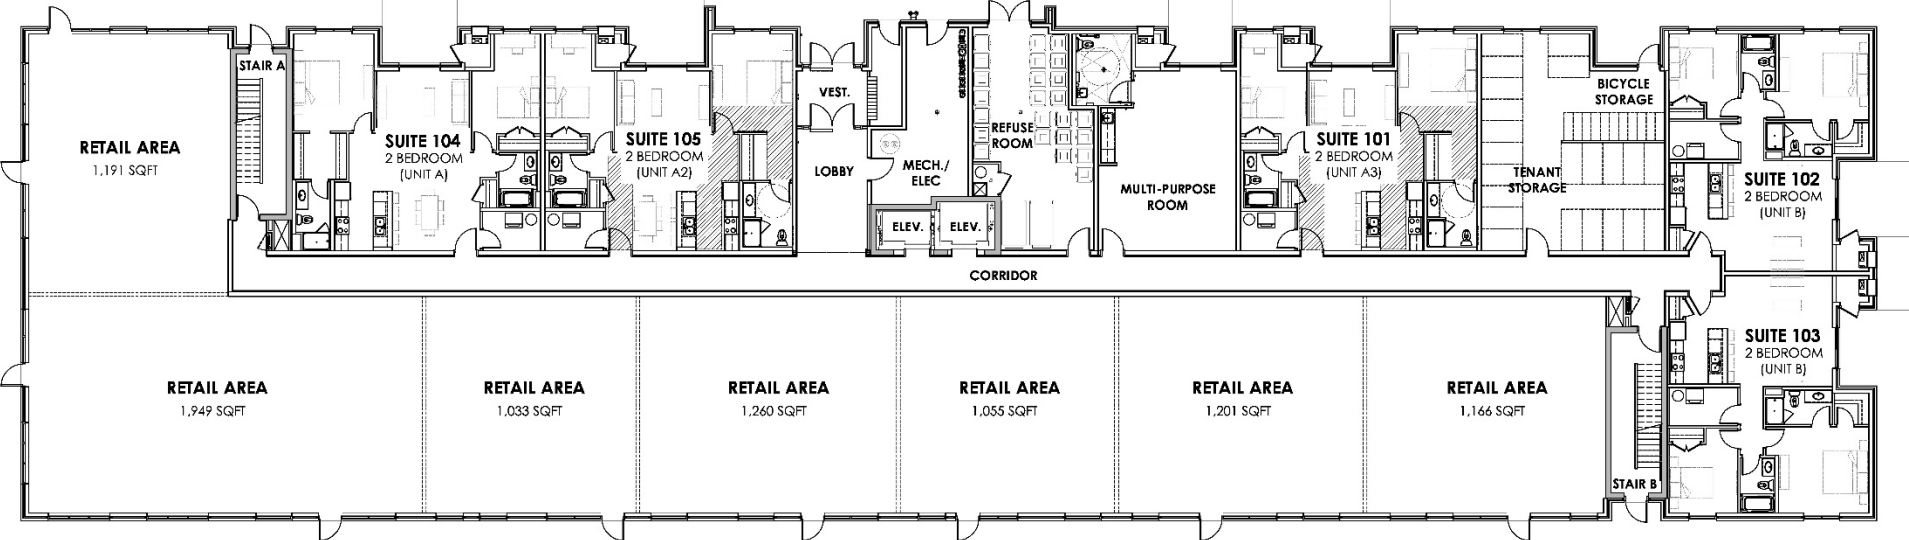 STAIR A
RETAIL AREA
1,191 SQFT
SUITE 104
2 BEDROOM
(UNIT A)
SUITE 105
2 BEDROOM
(UNIT A2)
VEST.
LOBBY
MECH./
ELEC
REFUSE
ROOM
ELEV.
ELEV.
MULTI-PURPOSE
ROOM
SUITE 101
2 BEDROOM
(UNIT A3)
BICYCLE
STORAGE
TENANT
STORAGE
SUITE 102
2 BEDROOM
(UNIT B)
CORRIDOR
SUITE 103
2 BEDROOM
(UNIT B)
RETAIL AREA
1,949 SQFT
RETAIL AREA
1,033 SQFT
RETAIL AREA
1,260 SQFT
RETAIL AREA
1,055 SQFT
RETAIL AREA
1,201 SQFT
RETAIL AREA
1,166 SQFT
STAIR B